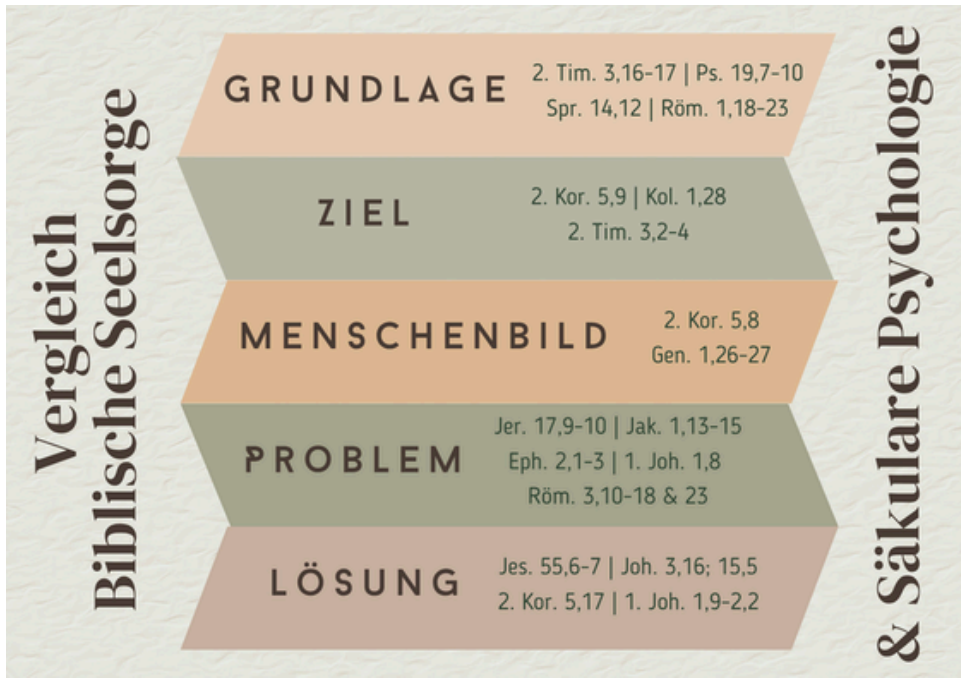 Vergleich
Biblische Seelsorge
& Säkulare Psychologie
GRUNDLAGE
2. Tim. 3,16-17 | Ps. 19,7-10
Spr. 14,12 | Röm. 1,18-23
ZIEL
2. Kor. 5,9 | Kol. 1,28
2. Tim. 3,2-4
MENSCHENBILD
2. Kor. 5,8
Gen. 1,26-27
PROBLEM
Jer. 17,9-10 | Jak. 1,13-15
Eph. 2,1-3 | 1. Joh. 1,8
Röm. 3,10-18 & 23
LÖSUNG
Jes. 55,6-7 | Joh. 3,16; 15,5
2. Kor. 5,17 | 1. Joh. 1,9-2,2